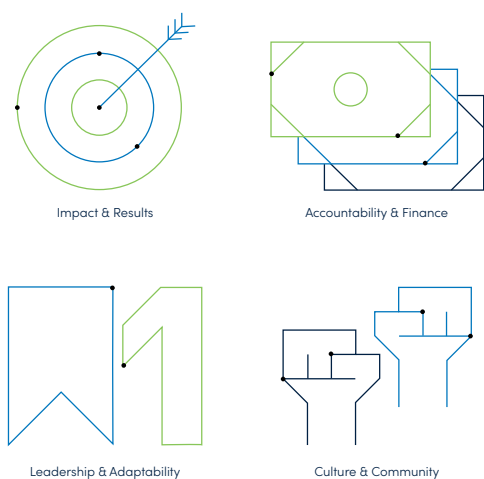 Impact & Results
Accountability & Finance
Leadership & Adaptability
Culture & Community